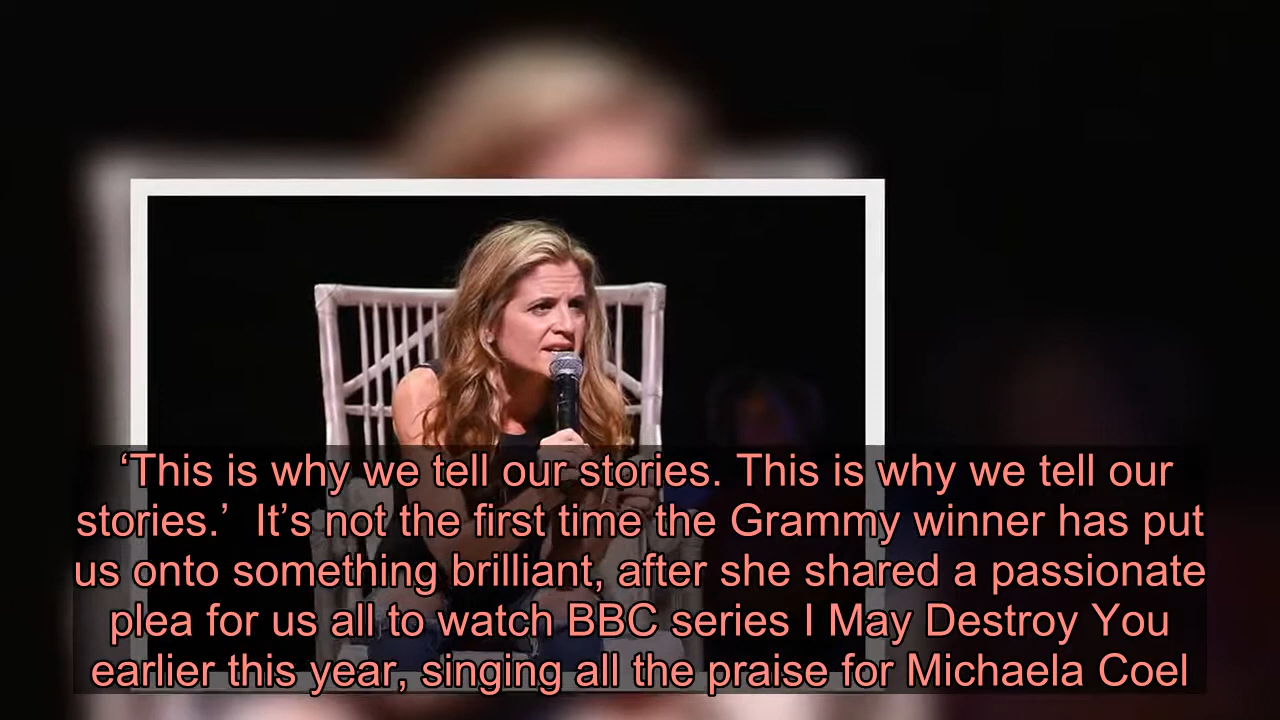 ‘This is why we tell our stories. This is why we tell our
stories.’  It’s not the first time the Grammy winner has put
us onto something brilliant, after she shared a passionate
plea for us all to watch BBC series I May Destroy You
earlier this year, singing all the praise for Michaela Coel